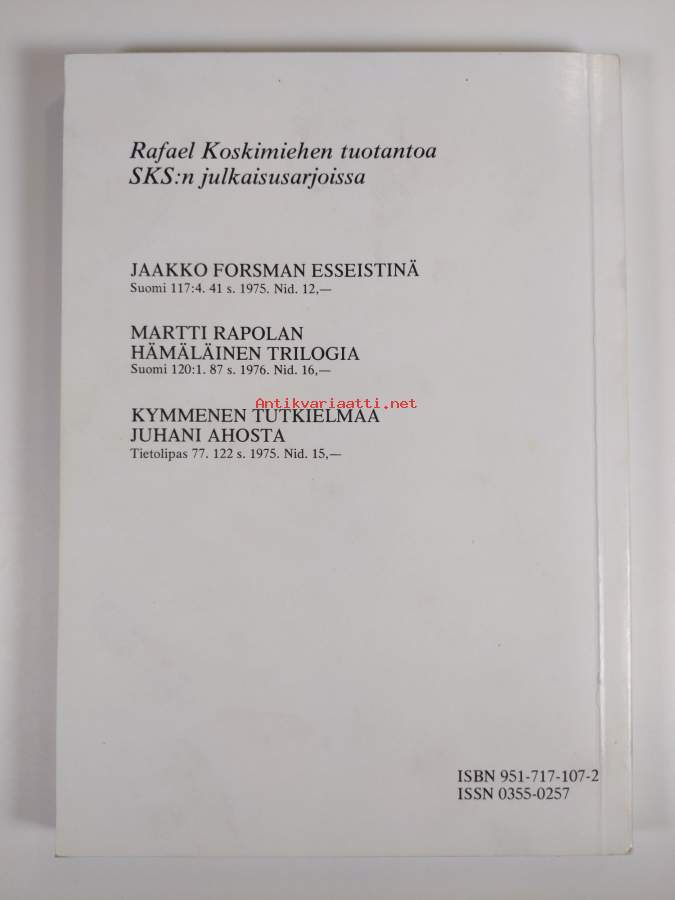 Rafael Koskimiehen tuotantoa
SKS:n julkaisusarjoissa
JAAKKO FORSMAN ESSEISTINÄ
Suomi 117:4. 41 s. 1975. Nid. 12,—
MARTTI RAPOLAN
HÄMÄLÄINEN TRILOGIA
Suomi 120:1. 87 s. 1976. Nid. 16,—
Antikvariaatti.net
KYMMENEN TUTKIELMAA
JUHANI AHOSTA
Tietolipas 77. 122 s. 1975. Nid. 15,—
ISBN 951-717-107-2
ISSN 0355-0257